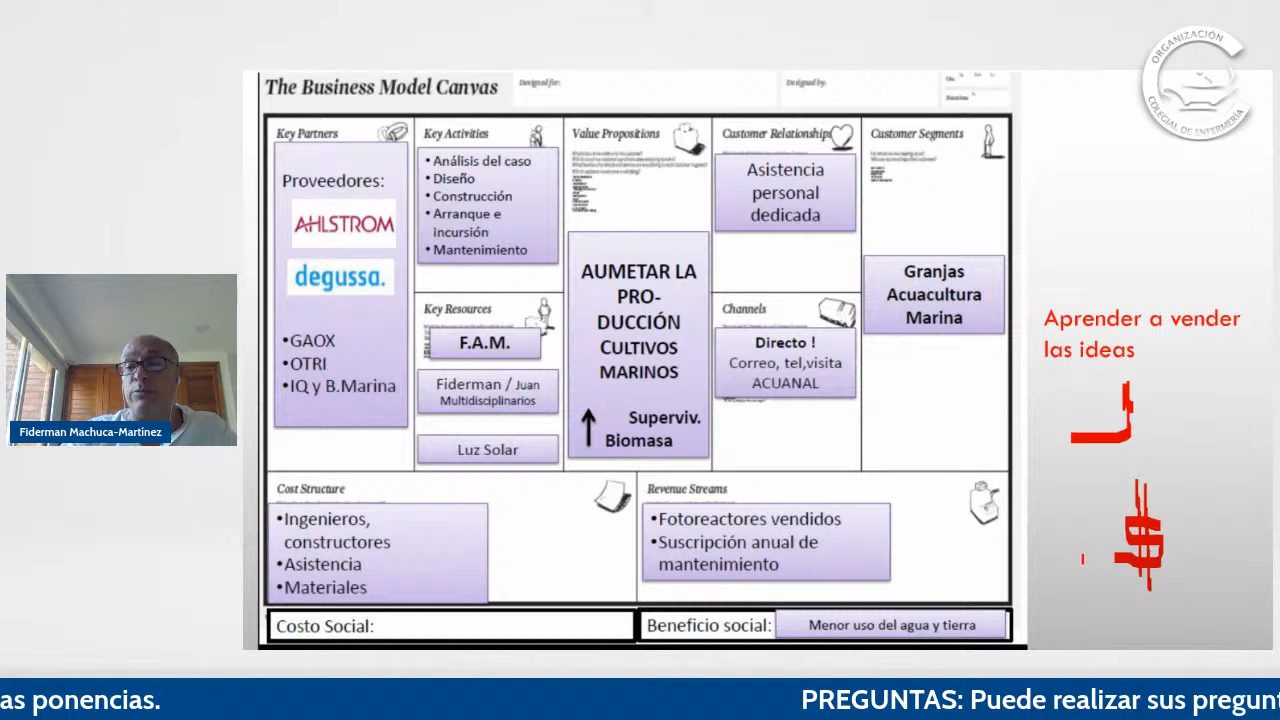 ORGANIZACIÓN
COLEGIAL DE ENFERMERÍA
The Business Model Canvas
Designed for:
Designed by:
Key Partners
Proveedores:
AHLSTROM
degussa.
•GAOX
•OTRI
•IQ y B.Marina
Key Activities
• Análisis del caso
• Diseño
• Construcción
• Arranque e
incursión
• Mantenimiento
Key Resources
F.A.M.
Fiderman / Juan
Multidisciplinarios
Luz Solar
Value Propositions
AUMETAR LA
PRO-
DUCCIÓN
CULTIVOS
MARINOS
Superviv.
Biomasa
Customer Relationships
Asistencia
personal
dedicada
Channels
Directo !
Correo, tel,visita
ACUANAL
Customer Segments
Granjas
Acuacultura
Marina
Cost Structure
•Ingenieros,
constructores
•Asistencia
•Materiales
Revenue Streams
•Fotoreactores vendidos
•Suscripción anual de
mantenimiento
Costo Social:
Beneficio social:
Menor uso del agua y tierra
Aprender a vender
las ideas
$
Fiderman Machuca-Martínez
as ponencias.
PREGUNTAS: Puede realizar sus pregunt